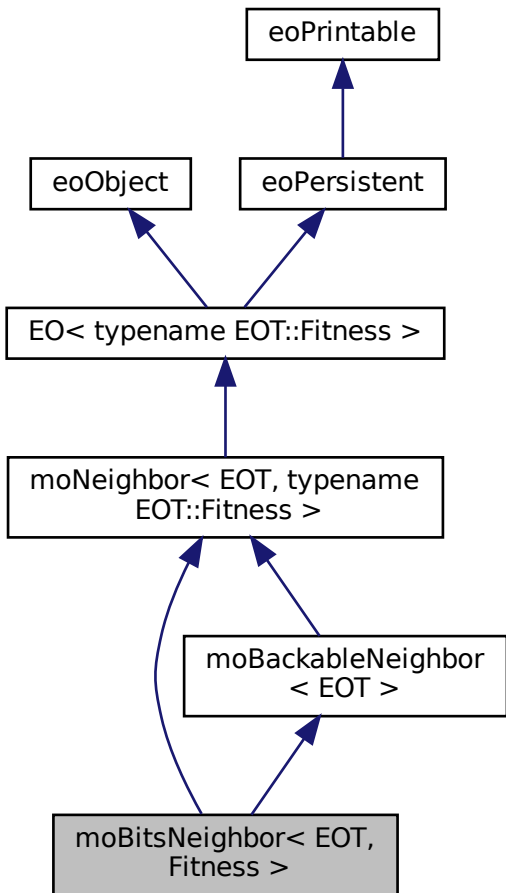 eoPrintable
eoObject
eoPersistent
EO< typename EOT::Fitness >
moNeighbor< EOT, typename
EOT::Fitness >
moBackableNeighbor
< EOT >
moBitsNeighbor< EOT,
Fitness >